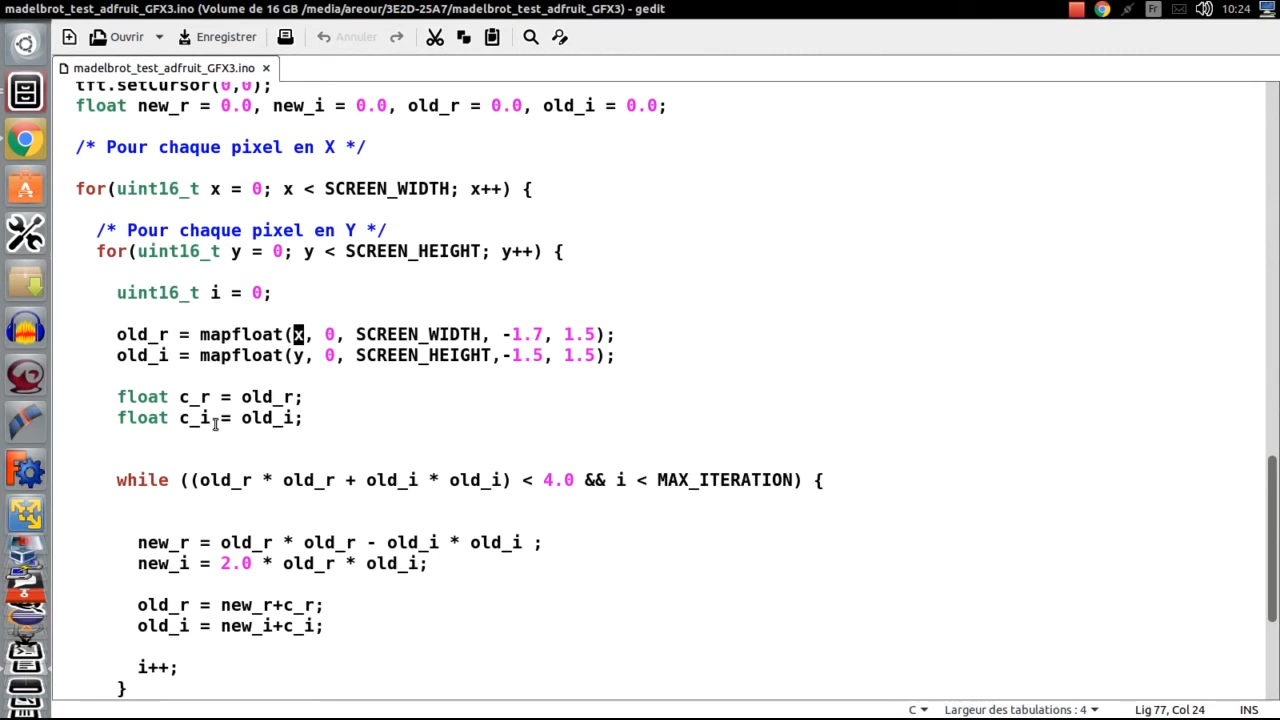 madelbrot_test_adfruit_GFX3.ino (Volume de 16 GB /media/areour/3E2D-25A7/madelbrot_test_adfruit_GFX3) - gedit
Fr
10:24
Ouvrir
Enregistrer
Annuler
madelbrot_test_adfruit_GFX3.ino ×
tft.setCursor(0,0);
float new_r = 0.0, new_i = 0.0, old_r = 0.0, old_i = 0.0;
/* Pour chaque pixel en X */
for(uint16_t x = 0; x < SCREEN_WIDTH; x++) {
/* Pour chaque pixel en Y */
for(uint16_t y = 0; y < SCREEN_HEIGHT; y++) {
uint16_t i = 0;
old_r = mapfloat(x, 0, SCREEN_WIDTH, -1.7, 1.5);
old_i = mapfloat(y, 0, SCREEN_HEIGHT,-1.5, 1.5);
float c_r = old_r;
float c_i = old_i;
while ((old_r * old_r + old_i * old_i) < 4.0 && i < MAX_ITERATION) {
new_r = old_r * old_r - old_i * old_i ;
new_i = 2.0 * old_r * old_i;
old_r = new_r+c_r;
old_i = new_i+c_i;
i++;
}
C
Largeur des tabulations : 4
Lig 77, Col 24
INS